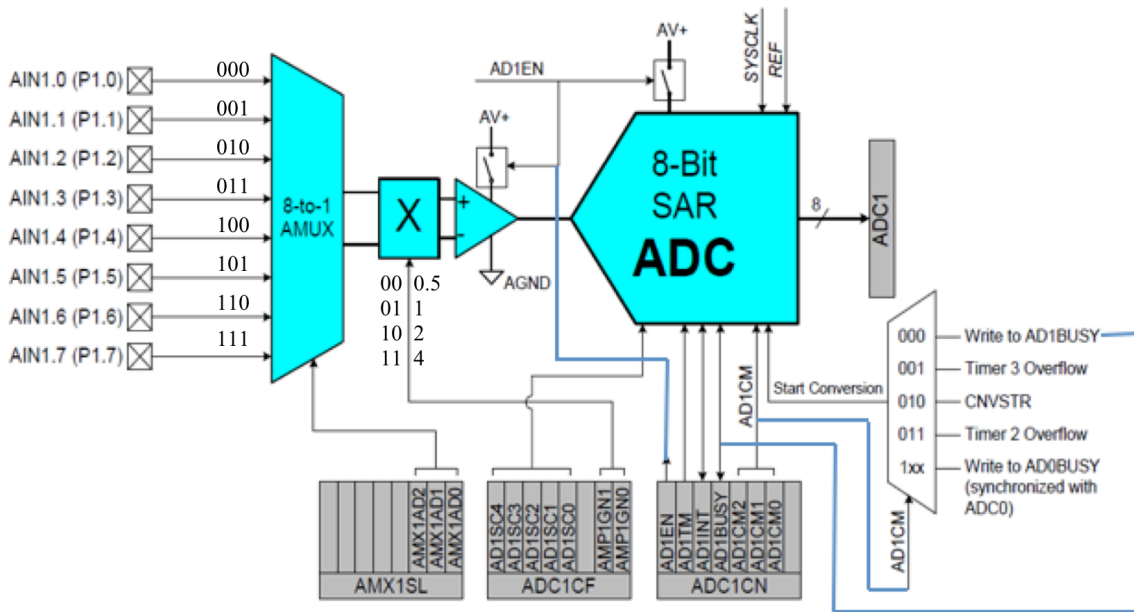 AIN1.0 (P1.0)
AIN1.1 (P1.1)
AIN1.2 (P1.2)
AIN1.3 (P1.3)
AIN1.4 (P1.4)
AIN1.5 (P1.5)
AIN1.6 (P1.6)
AIN1.7 (P1.7)
000
001
010
011
100
101
110
111
8-to-1
AMUX
X
00 0.5
01 1
10 2
11 4
AV+
+
-
AGND
AD1EN
AV+
SYSCLK
REF
8-Bit
SAR
ADC
8
ADC1
Start Conversion
000
001
010
011
1xx
Write to AD1BUSY
Timer 3 Overflow
CNVSTR
Timer 2 Overflow
Write to AD0BUSY
(synchronized with
ADC0)
AD1CM
AD1CM
AMX1AD2
AMX1AD1
AMX1AD0
AMX1SL
AD1SC4
AD1SC3
AD1SC2
AD1SC1
AD1SC0
AMP1GN1
AMP1GN0
ADC1CF
AD1EN
AD1TM
AD1INT
AD1BUSY
AD1CM2
AD1CM1
AD1CM0
ADC1CN